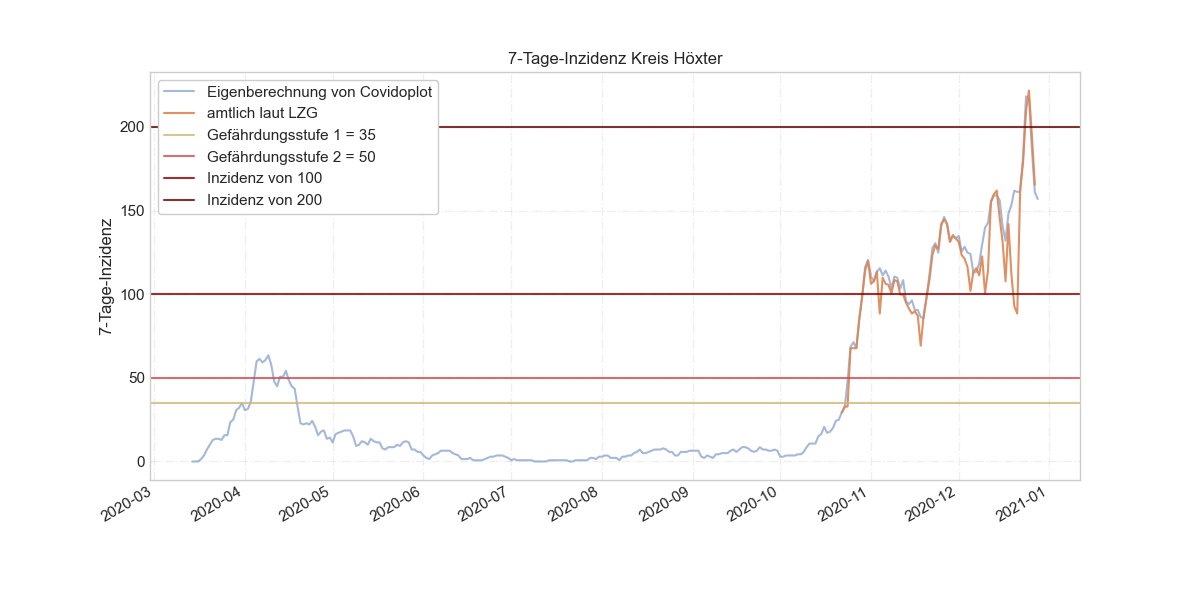 7-Tage-Inzidenz Kreis Höxter
Eigenberechnung von Covidoplot
amtlich laut LZG
Gefährdungsstufe 1 = 35
Gefährdungsstufe 2 = 50
Inzidenz von 100
Inzidenz von 200
7-Tage-Inzidenz
200
150
100
50
0
2020-03
2020-04
2020-05
2020-06
2020-07
2020-08
2020-09
2020-10
2020-11
2020-12
2021-01